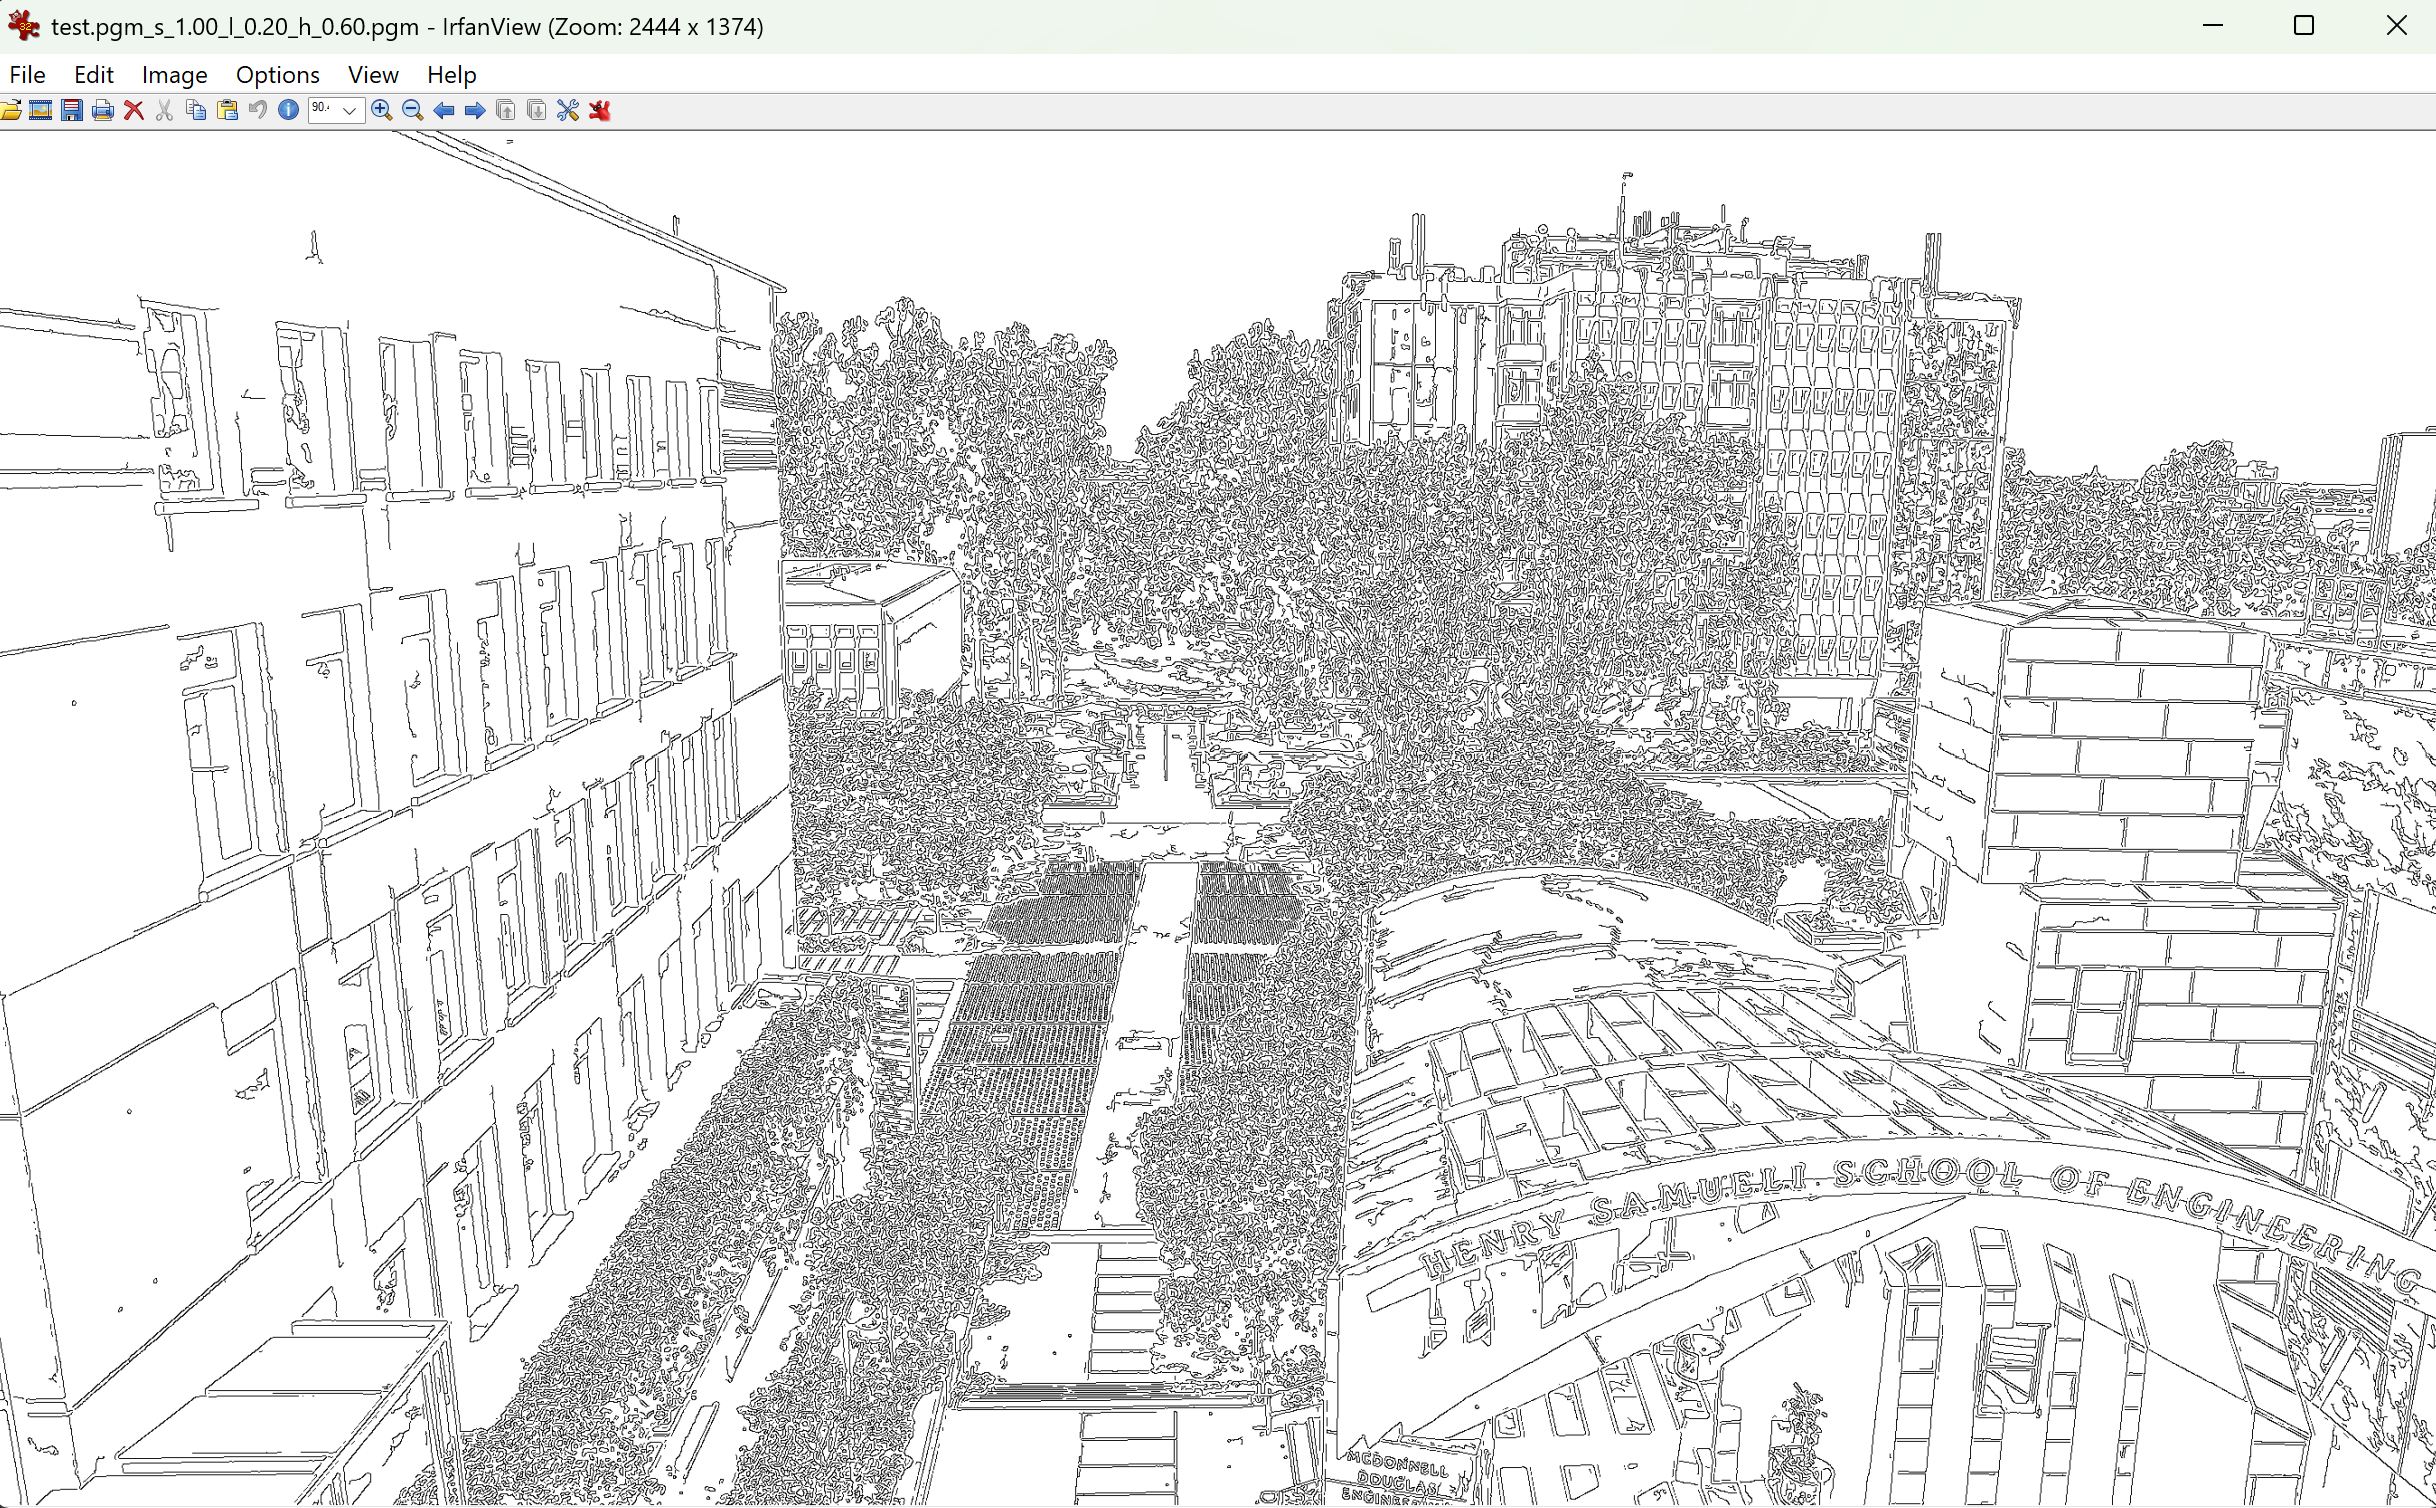 test.pgm_s_1.00_l_0.20_h_0.60.pgm - IrfanView (Zoom: 2444 x 1374)
File Edit Image Options View Help
90.
HENRY SAMUELI SCHOOL OF ENGINEERING
MCDONNELL
DOUGLAS